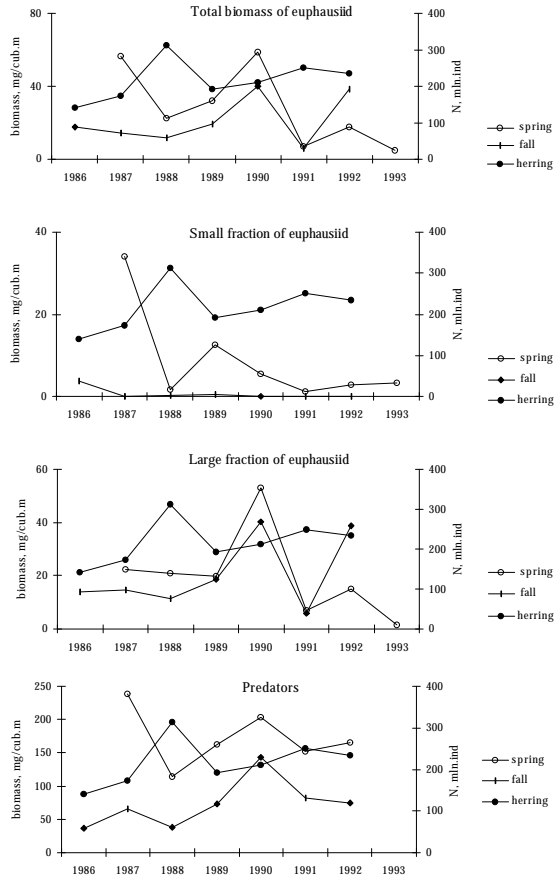 Total biomass of euphausiid
80 400
300
40 200
100
0 0
biomass, mg/cub.m
N, mln.ind
1986 1987 1988 1989 1990 1991 1992 1993
spring
fall
herring
Small fraction of euphausiid
40 400
300
20 200
100
0 0
biomass, mg/cub.m
N, mln.ind
1986 1987 1988 1989 1990 1991 1992 1993
spring
fall
herring
Large fraction of euphausiid
60 400
300
40
200
20
100
0 0
biomass, mg/cub.m
N, mln.ind
1986 1987 1988 1989 1990 1991 1992 1993
spring
fall
herring
Predators
250 400
200
300
150
200
100
100
50
0 0
biomass, mg/cub.m
N, mln.ind
1986 1987 1988 1989 1990 1991 1992 1993
spring
fall
herring